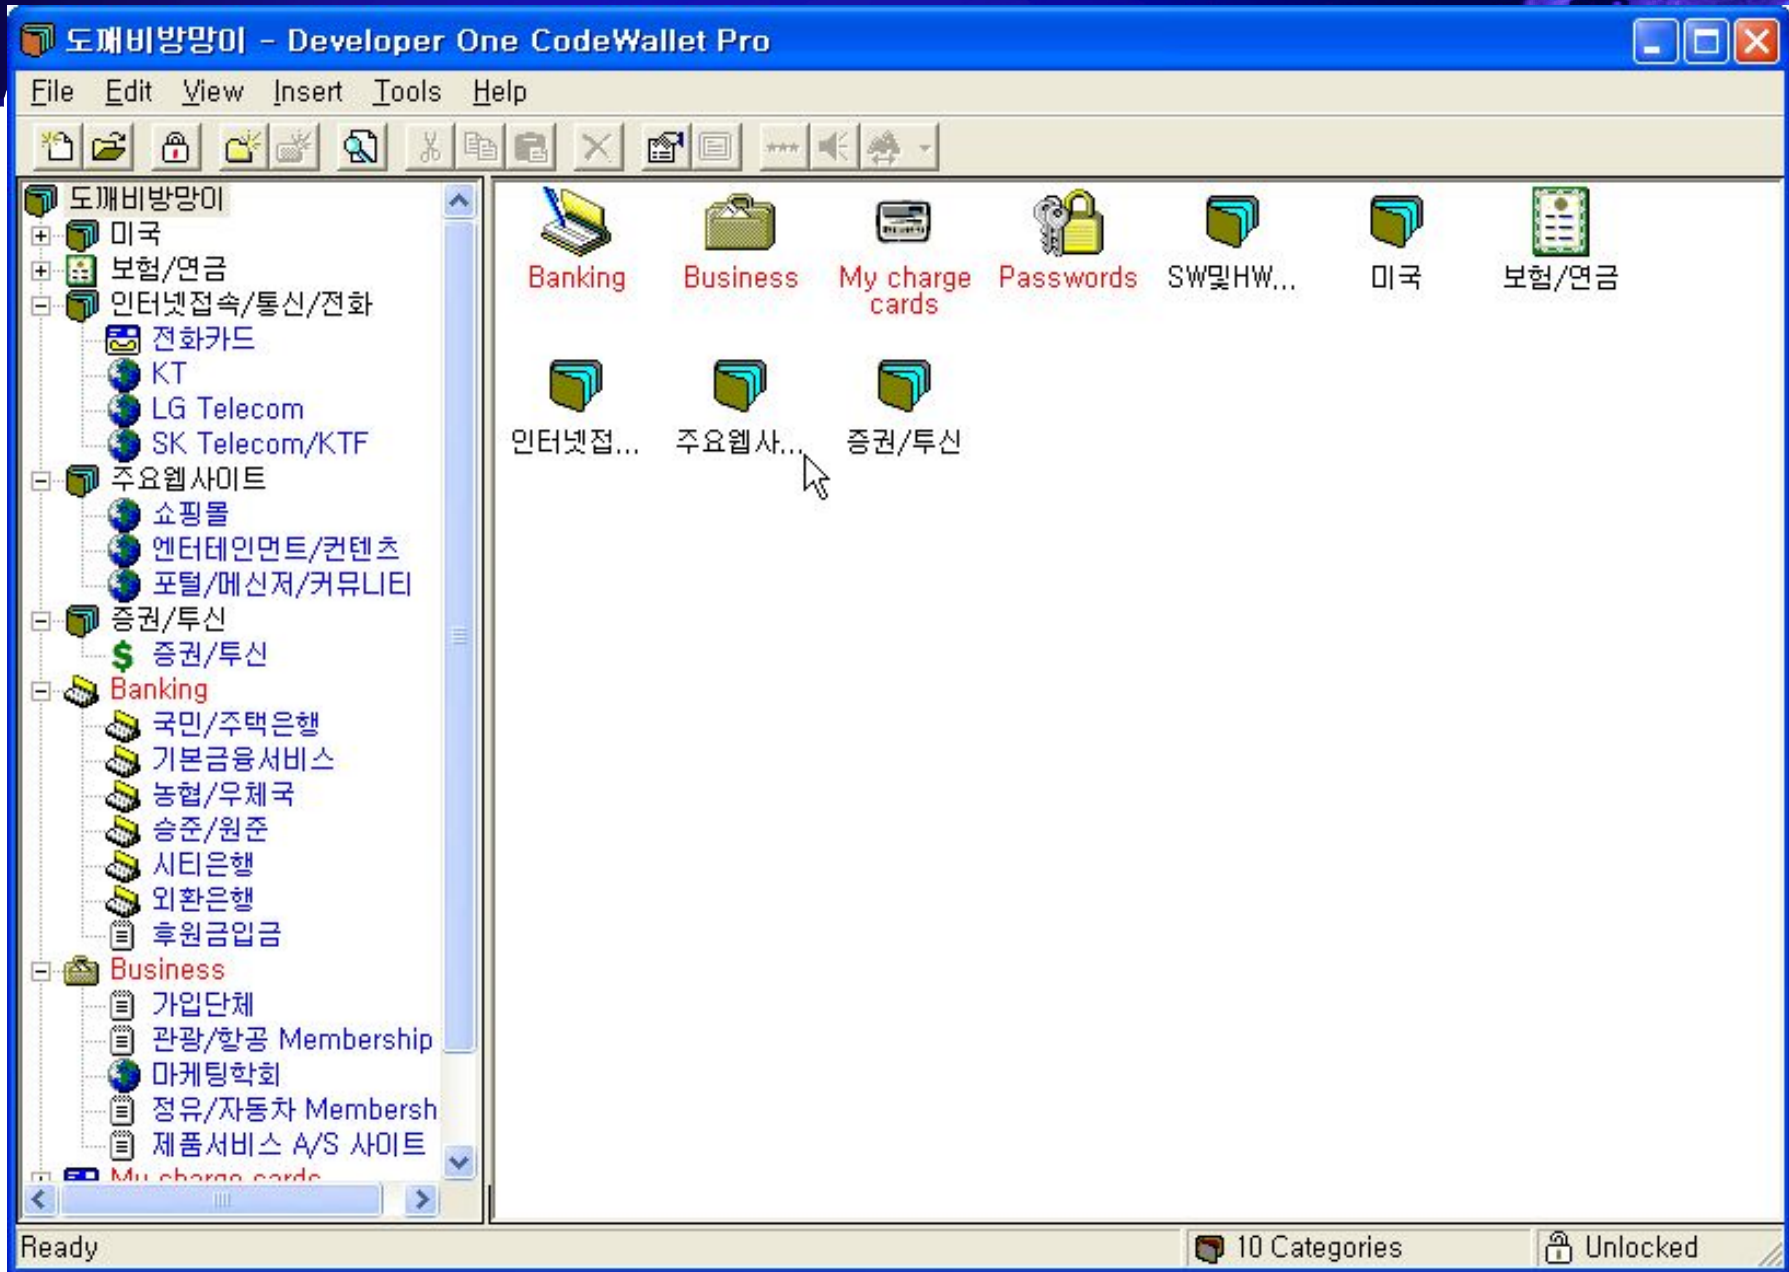 도깨비방망이 - Developer One CodeWallet Pro
File Edit View Insert Tools Help
도깨비방망이
미국
보험/연금
인터넷접속/통신/전화
전화카드
KT
LG Telecom
SK Telecom/KTF
주요웹사이트
쇼핑몰
엔터테인먼트/컨텐츠
포털/메신저/커뮤니티
증권/투신
증권/투신
Banking
국민/주택은행
기본금융서비스
농협/우체국
승준/원준
시티은행
외환은행
후원금입금
Business
가입단체
관광/항공 Membership
마케팅학회
정유/자동차 Membersh
제품서비스 A/S 사이트
My charge cards
Banking Business My charge cards Passwords SW및HW... 미국 보험/연금
인터넷접... 주요웹사... 증권/투신
Ready 10 Categories Unlocked